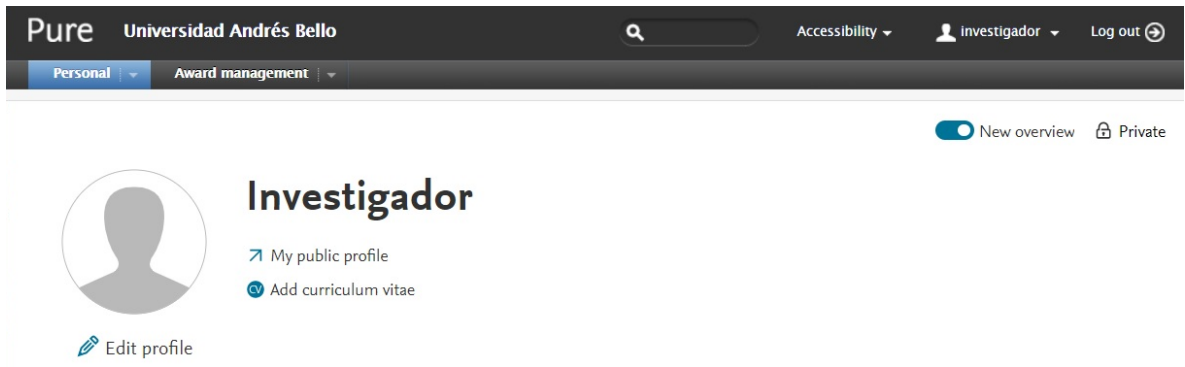 Pure Universidad Andrés Bello Accessibility investigador Log out
Personal Award management
New overview Private
Investigador
My public profile
CV Add curriculum vitae
Edit profile